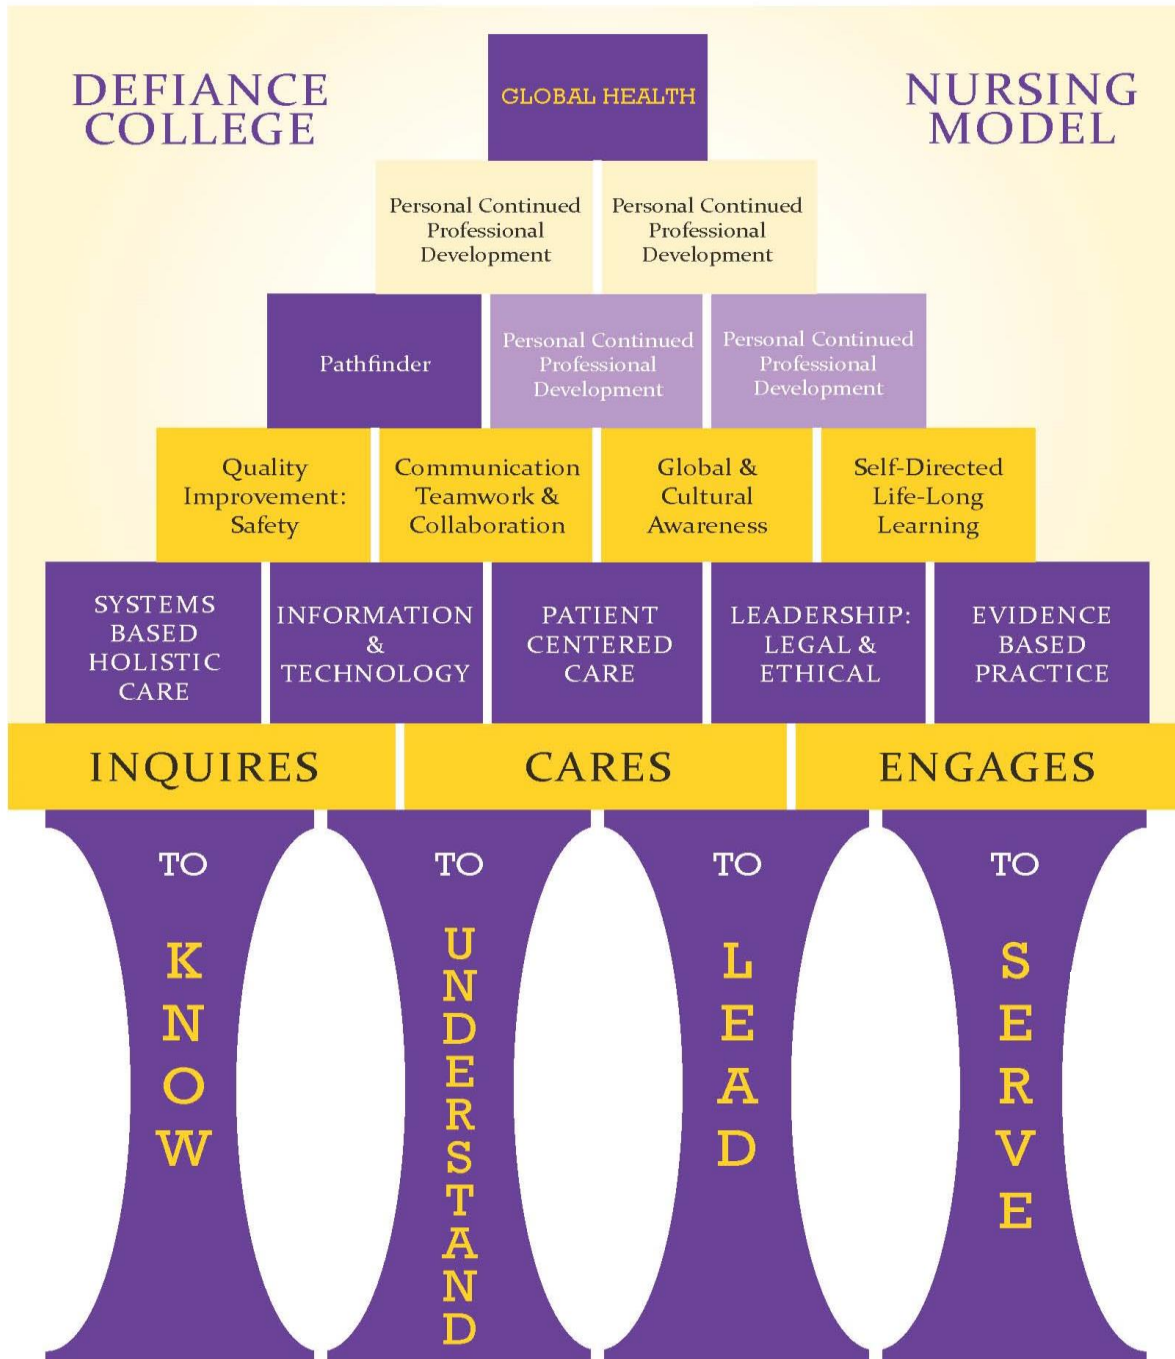 DEFIANCE
COLLEGE
NURSING
MODEL
GLOBAL HEALTH
Personal Continued
Professional
Development
Personal Continued
Professional
Development
Pathfinder
Personal Continued
Professional
Development
Personal Continued
Professional
Development
Quality
Improvement:
Safety
Communication
Teamwork &
Collaboration
Global &
Cultural
Awareness
Self-Directed
Life-Long
Learning
SYSTEMS
BASED
HOLISTIC
CARE
INFORMATION
&
TECHNOLOGY
PATIENT
CENTERED
CARE
LEADERSHIP:
LEGAL &
ETHICAL
EVIDENCE
BASED
PRACTICE
INQUIRES
CARES
ENGAGES
TO
KNOW
TO
UNDERSTAND
TO
LEAD
TO
SERVE